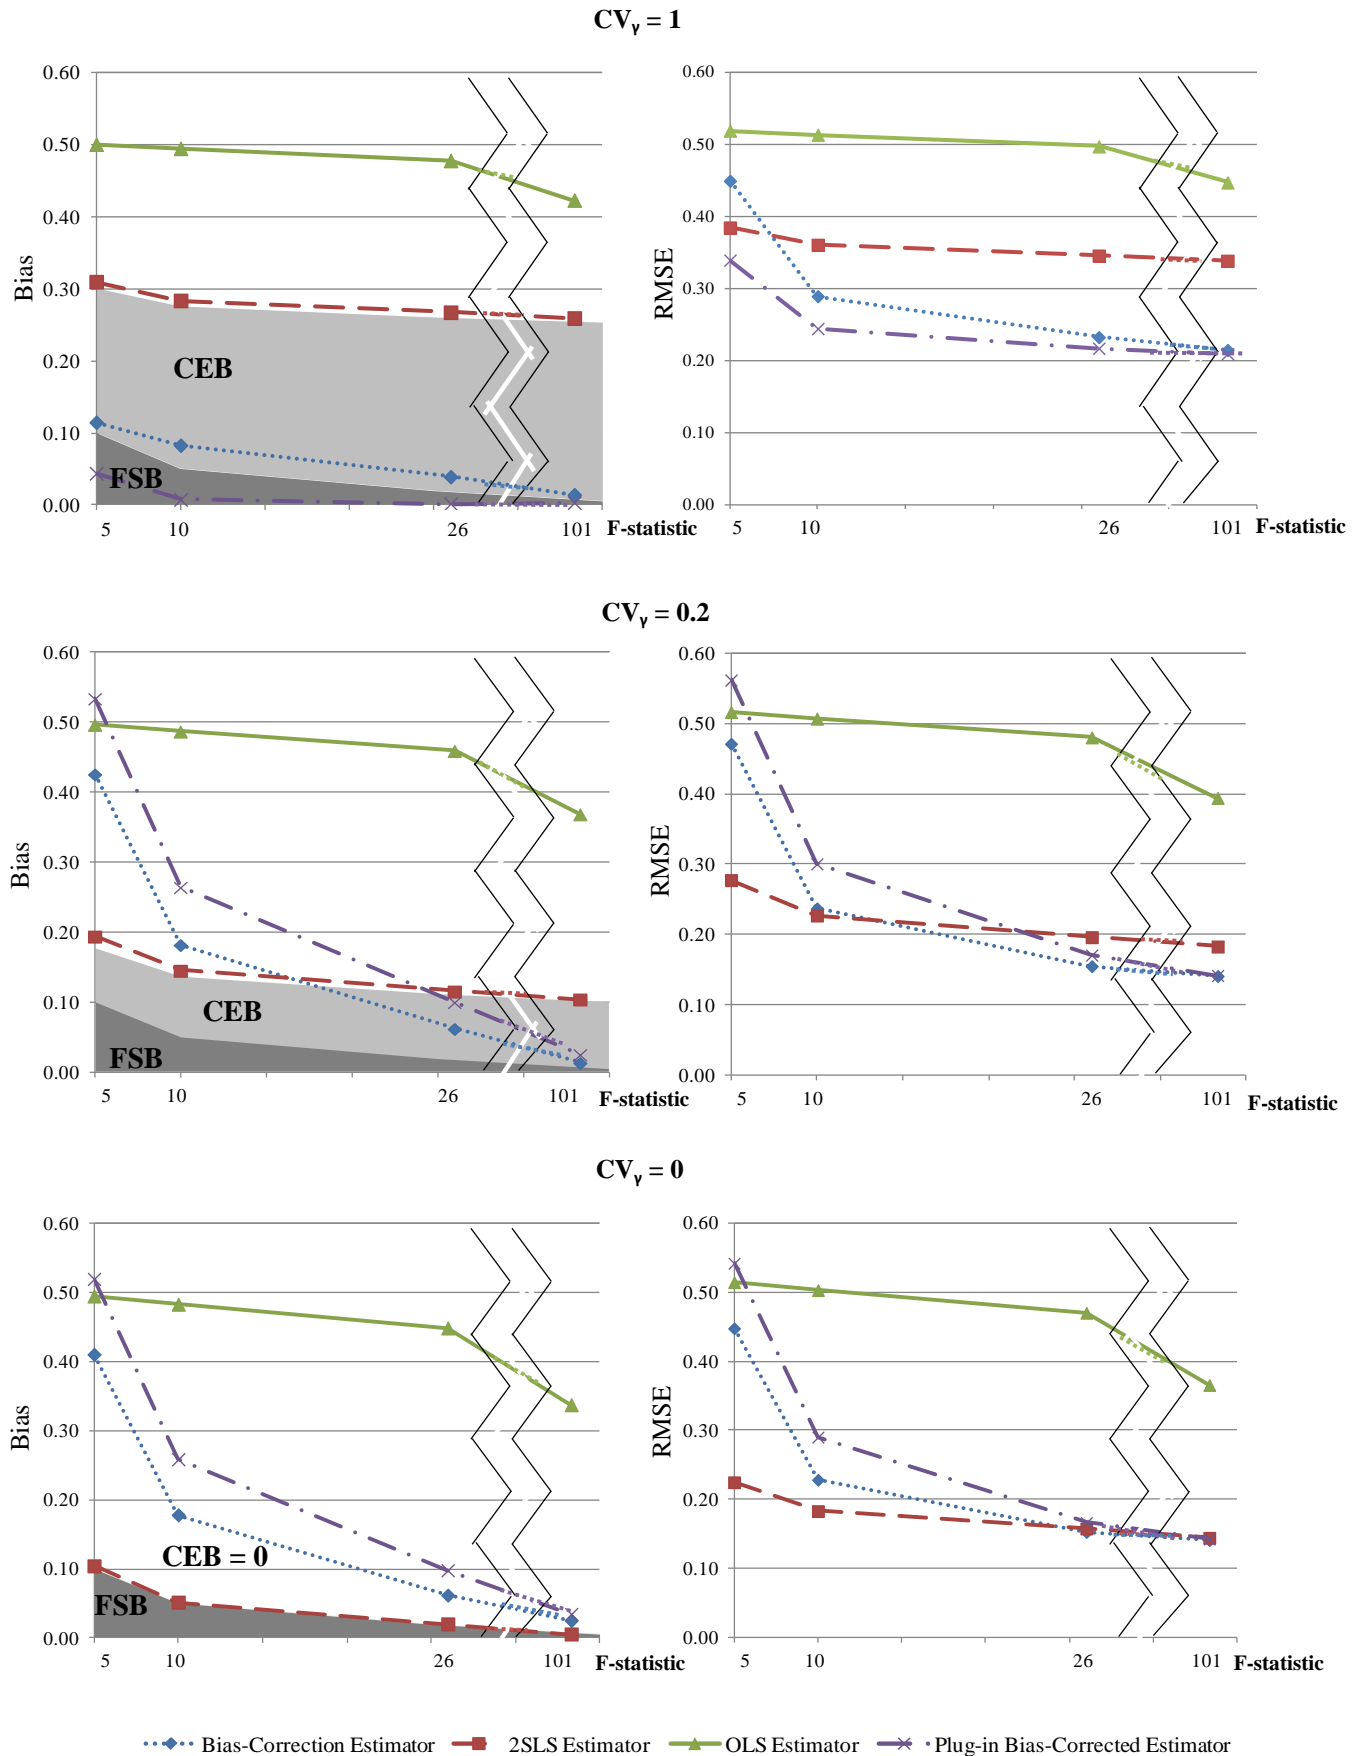 CVγ = 1
0.60
0.50
0.40
0.30
0.20
0.10
0.00
Bias
CEB
FSB
5 10 26 101 F-statistic
0.60
0.50
0.40
0.30
0.20
0.10
0.00
RMSE
5 10 26 101 F-statistic
CVγ = 0.2
0.60
0.50
0.40
0.30
0.20
0.10
0.00
Bias
CEB
FSB
5 10 26 101 F-statistic
0.60
0.50
0.40
0.30
0.20
0.10
0.00
RMSE
5 10 26 101 F-statistic
CVγ = 0
0.60
0.50
0.40
0.30
0.20
0.10
0.00
Bias
CEB = 0
FSB
5 10 26 101 F-statistic
0.60
0.50
0.40
0.30
0.20
0.10
0.00
RMSE
5 10 26 101 F-statistic
Bias-Correction Estimator 2SLS Estimator OLS Estimator Plug-in Bias-Corrected Estimator